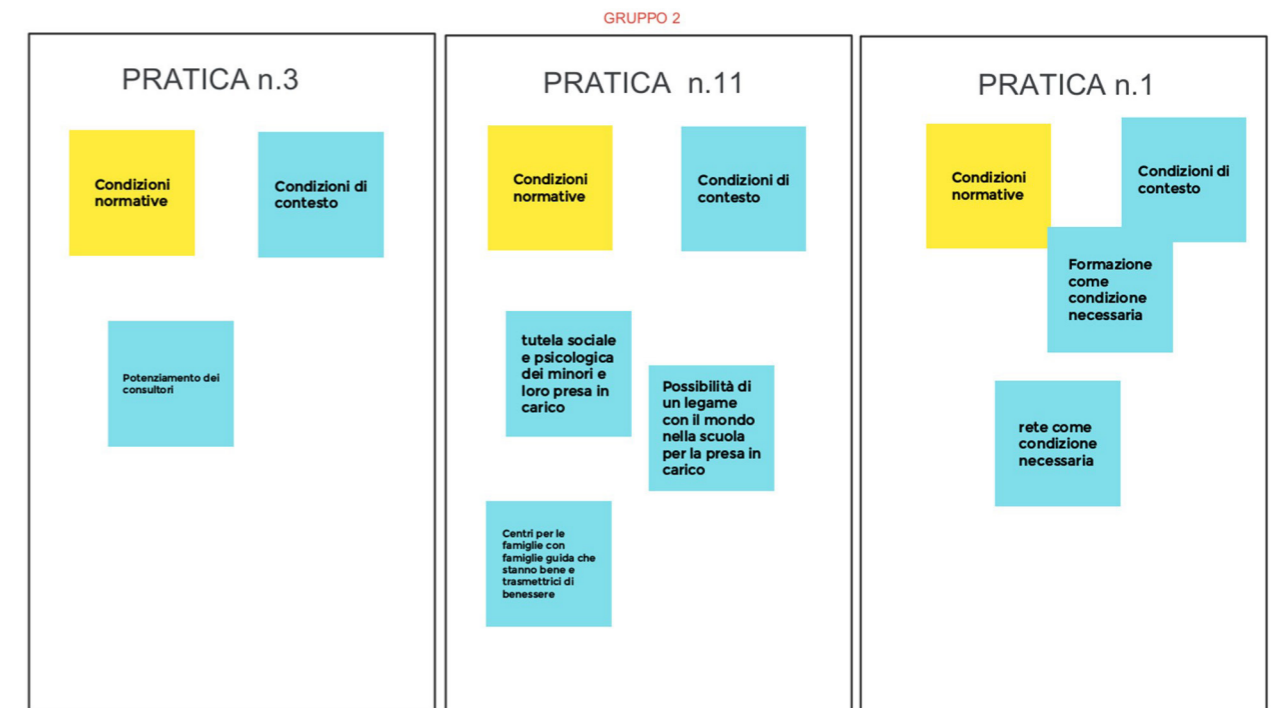 GRUPPO 2
PRATICA n.3
Condizioni
normative
Condizioni di
contesto
Potenziamento dei
consultori
PRATICA n.11
Condizioni
normative
Condizioni di
contesto
tutela sociale
e psicologica
dei minori e
loro presa in
carico
Possibilità di
un legame
con il mondo
nella scuola
per la presa in
carico
Centri per le
famiglie con
famiglie guida che
stanno bene e
trasmettrici di
benessere
PRATICA n.1
Condizioni
normative
Condizioni di
contesto
Formazione
come
condizione
necessaria
rete come
condizione
necessaria